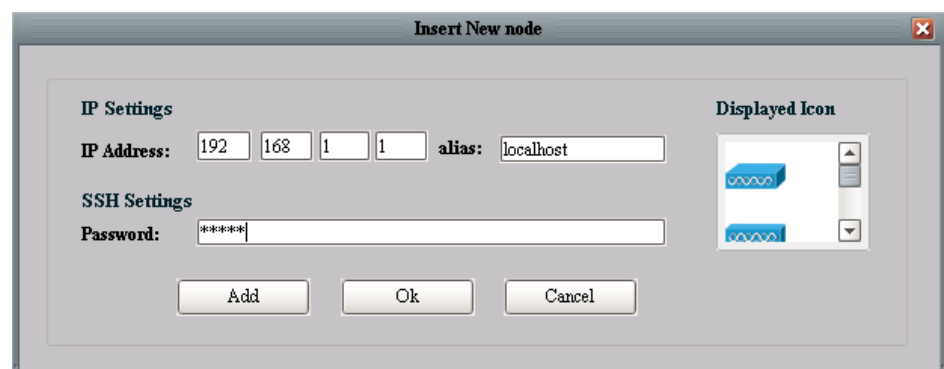 Insert New node
IP Settings
Displayed Icon
IP Address: 192 168 1 1 alias: localhost
SSH Settings
Password: *****
Add Ok Cancel